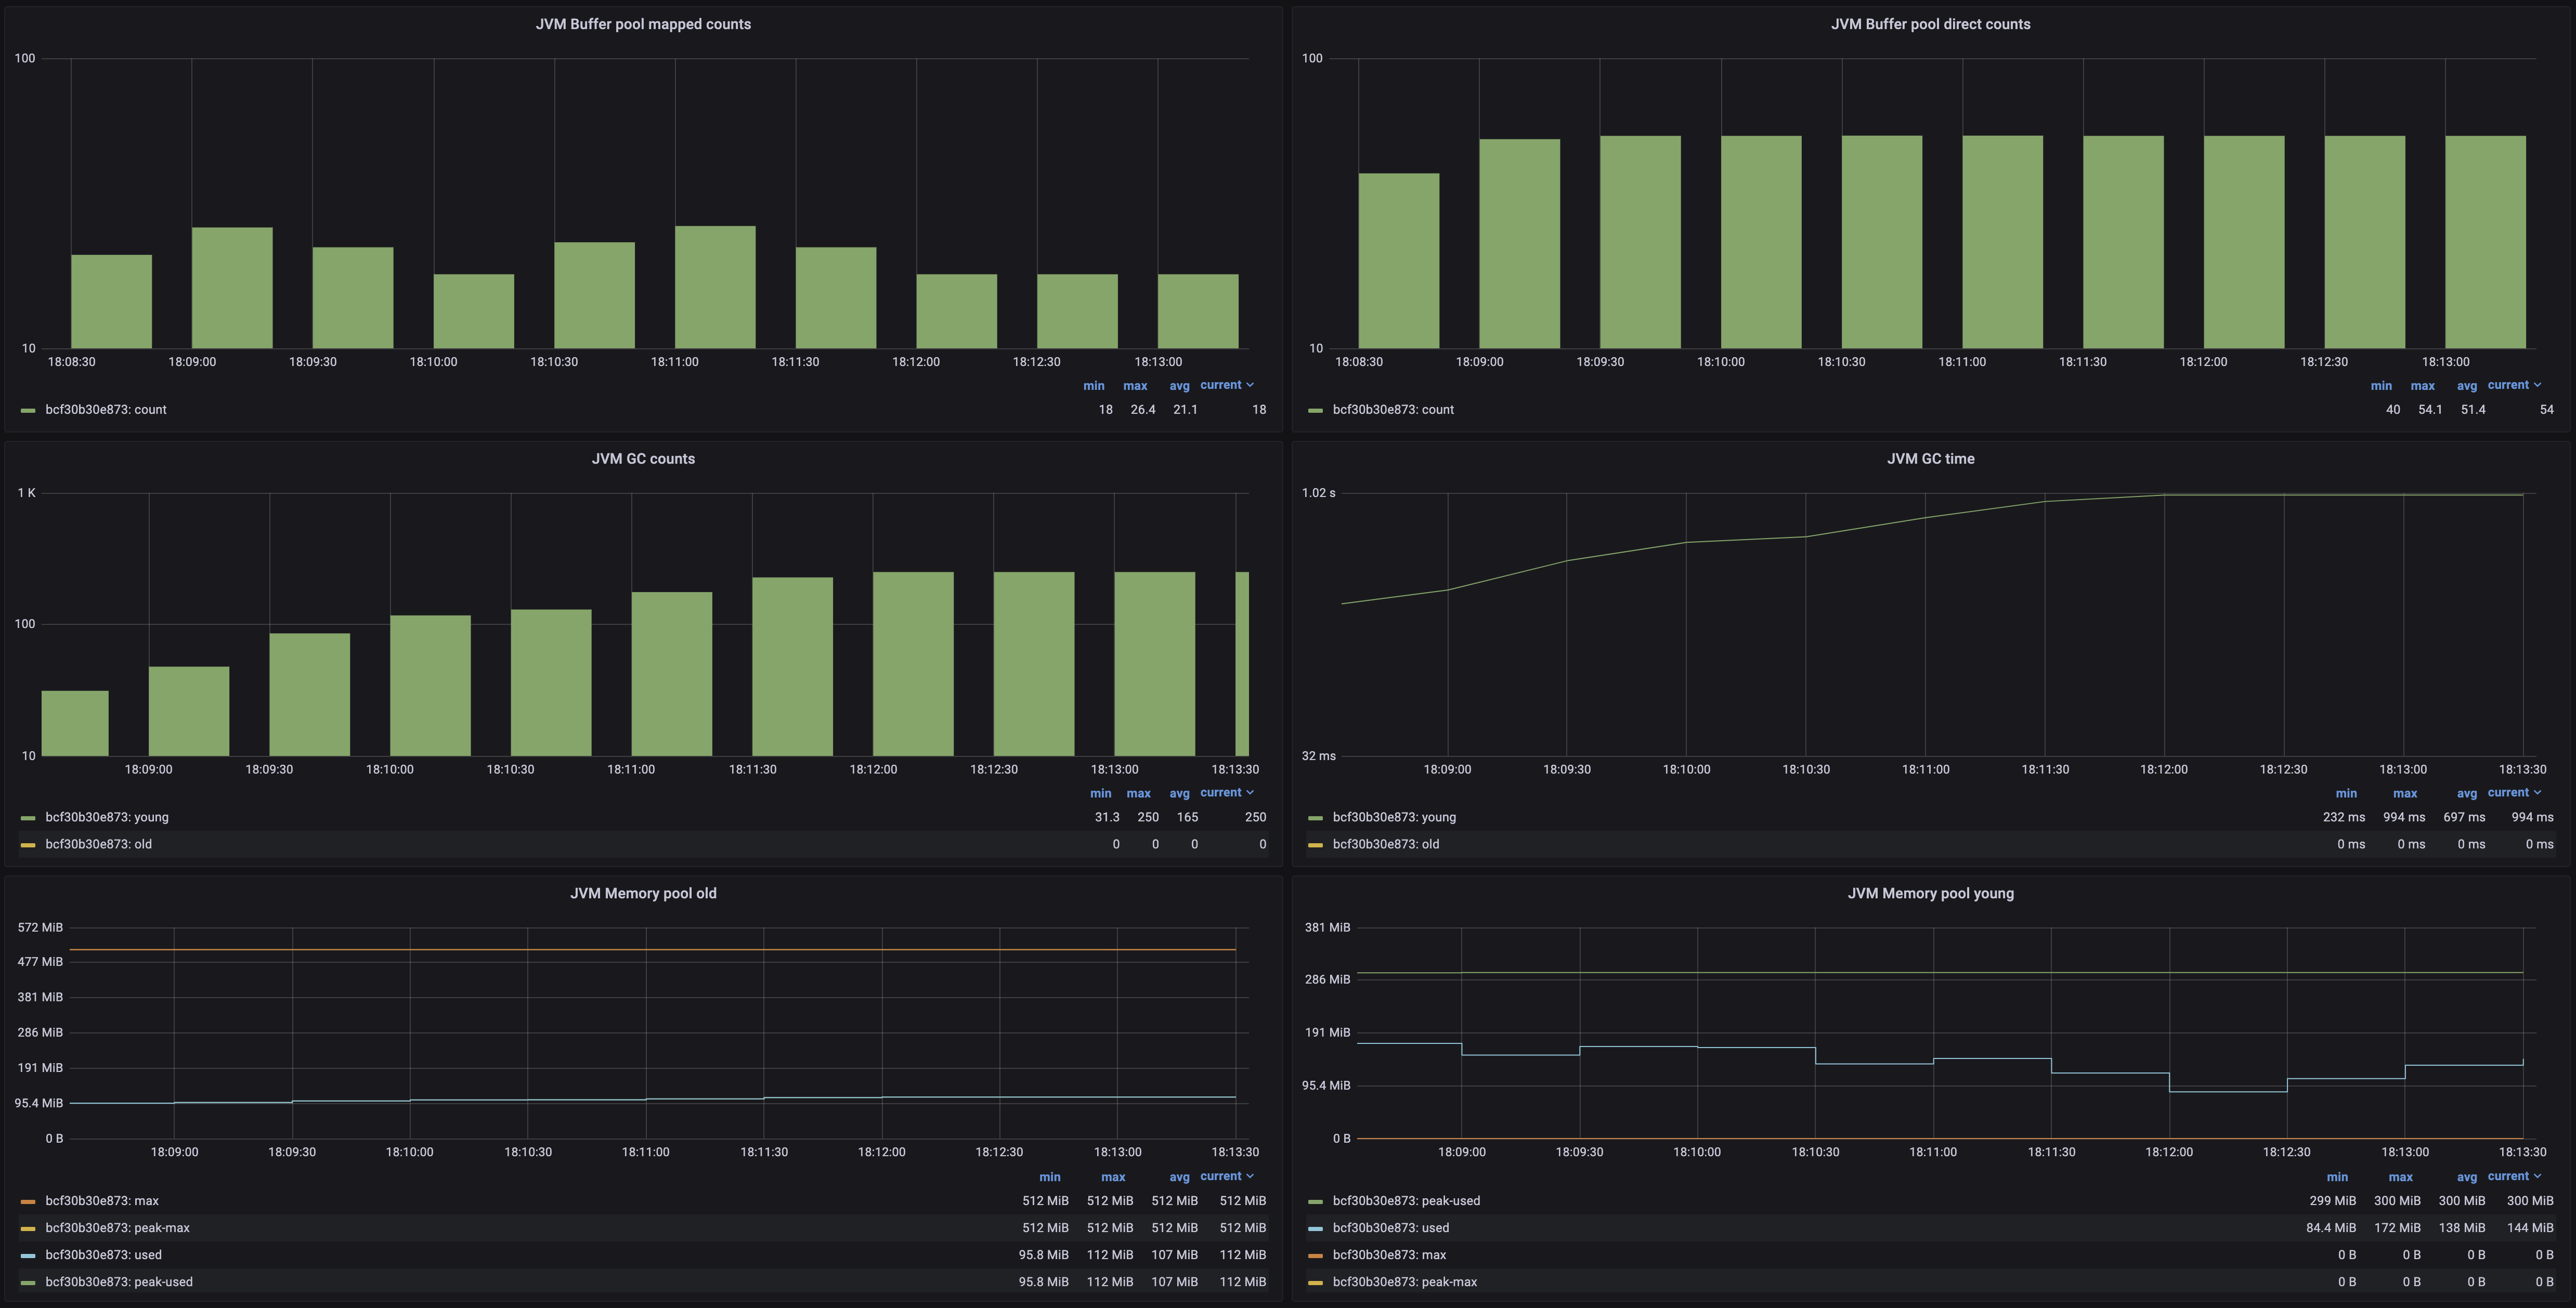 JVM Buffer pool mapped counts
100
10
18:08:30 18:09:00 18:09:30 18:10:00 18:10:30 18:11:00 18:11:30 18:12:00 18:12:30 18:13:00
min max avg current
bcf30b30e873: count 18 26.4 21.1 18
JVM Buffer pool direct counts
100
10
18:08:30 18:09:00 18:09:30 18:10:00 18:10:30 18:11:00 18:11:30 18:12:00 18:12:30 18:13:00
min max avg current
bcf30b30e873: count 40 54.1 51.4 54
JVM GC counts
1 K
100
10
18:09:00 18:09:30 18:10:00 18:10:30 18:11:00 18:11:30 18:12:00 18:12:30 18:13:00 18:13:30
min max avg current
bcf30b30e873: young 31.3 250 165 250
bcf30b30e873: old 0 0 0 0
JVM GC time
1.02 s
32 ms
18:09:00 18:09:30 18:10:00 18:10:30 18:11:00 18:11:30 18:12:00 18:12:30 18:13:00 18:13:30
min max avg current
bcf30b30e873: young 232 ms 994 ms 697 ms 994 ms
bcf30b30e873: old 0 ms 0 ms 0 ms 0 ms
JVM Memory pool old
572 MiB
477 MiB
381 MiB
286 MiB
191 MiB
95.4 MiB
0 B
18:09:00 18:09:30 18:10:00 18:10:30 18:11:00 18:11:30 18:12:00 18:12:30 18:13:00 18:13:30
min max avg current
bcf30b30e873: max 512 MiB 512 MiB 512 MiB 512 MiB
bcf30b30e873: peak-max 512 MiB 512 MiB 512 MiB 512 MiB
bcf30b30e873: used 95.8 MiB 112 MiB 107 MiB 112 MiB
bcf30b30e873: peak-used 95.8 MiB 112 MiB 107 MiB 112 MiB
JVM Memory pool young
381 MiB
286 MiB
191 MiB
95.4 MiB
0 B
18:09:00 18:09:30 18:10:00 18:10:30 18:11:00 18:11:30 18:12:00 18:12:30 18:13:00 18:13:30
min max avg current
bcf30b30e873: peak-used 299 MiB 300 MiB 300 MiB 300 MiB
bcf30b30e873: used 84.4 MiB 172 MiB 138 MiB 144 MiB
bcf30b30e873: max 0 B 0 B 0 B 0 B
bcf30b30e873: peak-max 0 B 0 B 0 B 0 B